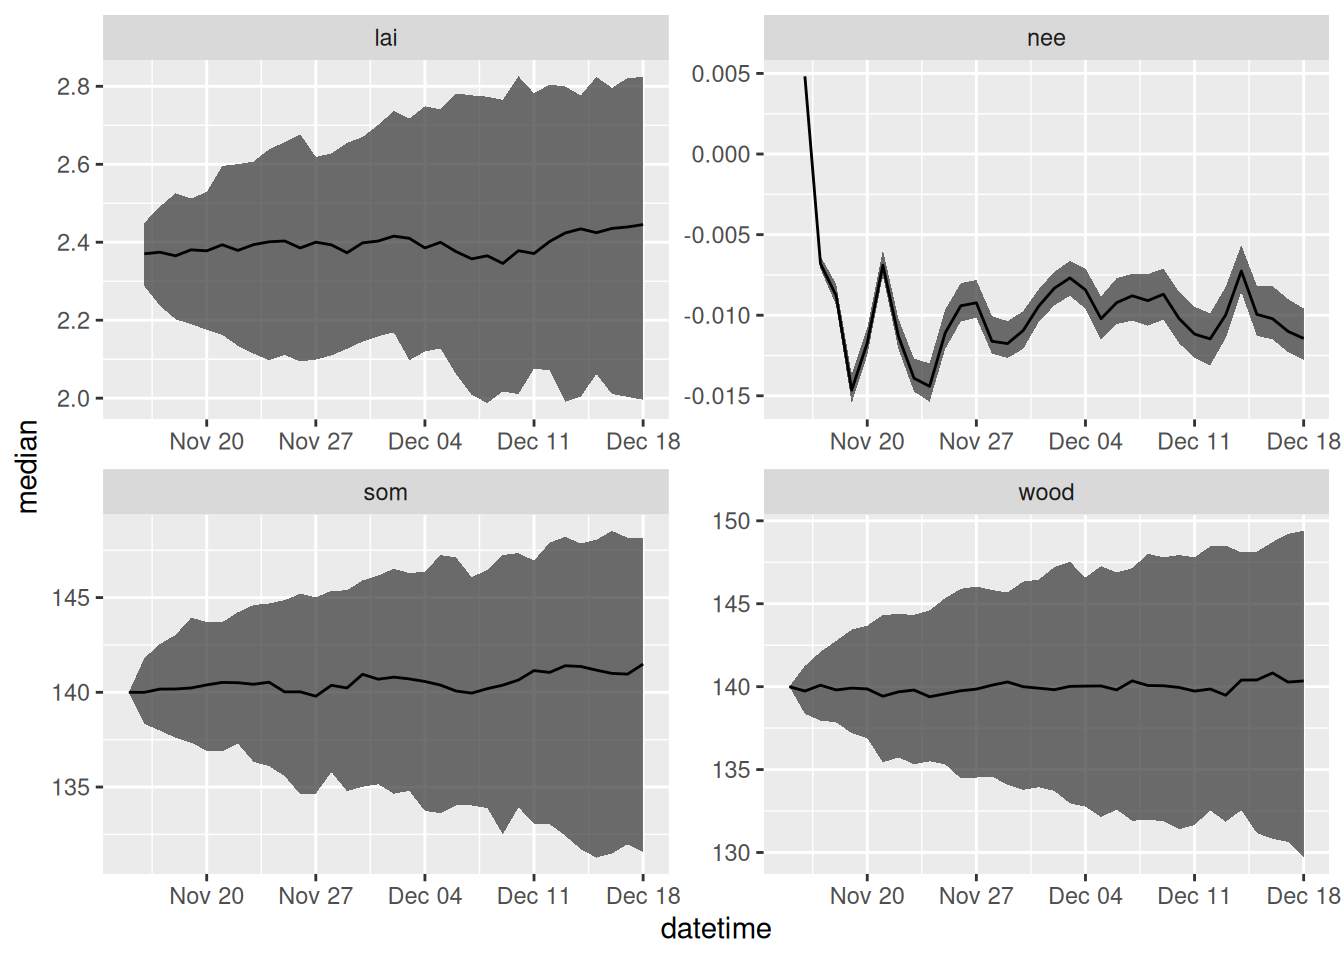 lai
nee
2.8
2.6
2.4
2.2
2.0
0.005
0.000
-0.005
-0.010
-0.015
Nov 20 Nov 27 Dec 04 Dec 11 Dec 18
Nov 20 Nov 27 Dec 04 Dec 11 Dec 18
median
som
wood
145
140
135
150
145
140
135
130
Nov 20 Nov 27 Dec 04 Dec 11 Dec 18
Nov 20 Nov 27 Dec 04 Dec 11 Dec 18
datetime